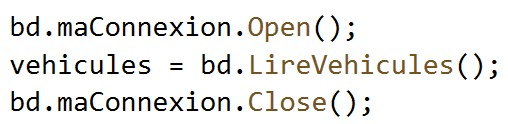 bd.maConnexion.Open();
vehicules = bd.LireVehicules();
bd.maConnexion.Close();